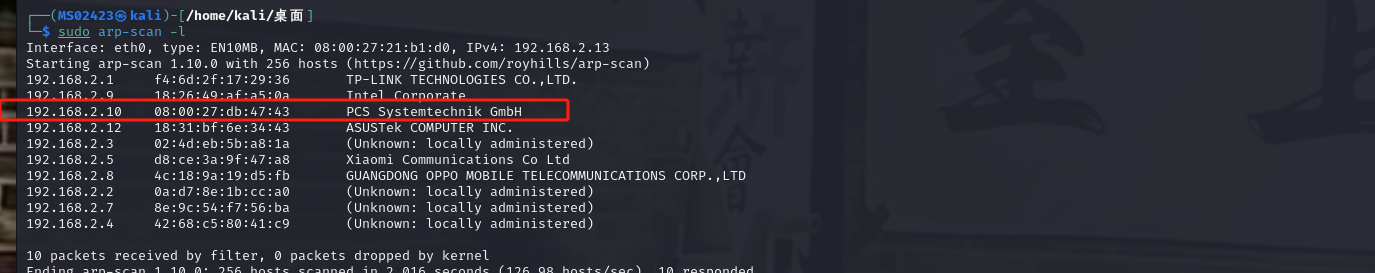 ┌──(MS02423㉿kali)-[/home/kali/桌面]
└─$ sudo arp-scan -l
Interface: eth0, type: EN10MB, MAC: 08:00:27:21:b1:d0, IPv4: 192.168.2.13
Starting arp-scan 1.10.0 with 256 hosts (https://github.com/royhills/arp-scan)
192.168.2.1     f4:6d:2f:17:29:36       TP-LINK TECHNOLOGIES CO.,LTD.
192.168.2.9     18:26:49:af:a5:0a       Intel Corporate
192.168.2.10    08:00:27:db:47:43       PCS Systemtechnik GmbH
192.168.2.12    18:31:bf:6e:34:43       ASUSTek COMPUTER INC.
192.168.2.3     02:4d:eb:5b:a8:1a       (Unknown: locally administered)
192.168.2.5     d8:ce:3a:9f:47:a8       Xiaomi Communications Co Ltd
192.168.2.8     4c:18:9a:19:d5:fb       GUANGDONG OPPO MOBILE TELECOMMUNICATIONS CORP.,LTD
192.168.2.2     0a:d7:8e:1b:cc:a0       (Unknown: locally administered)
192.168.2.7     8e:9c:54:f7:56:ba       (Unknown: locally administered)
192.168.2.4     42:68:c5:80:41:c9       (Unknown: locally administered)
10 packets received by filter, 0 packets dropped by kernel
Ending arp-scan 1.10.0: 256 hosts scanned in 2.016 seconds (126.98 hosts/sec). 10 responded